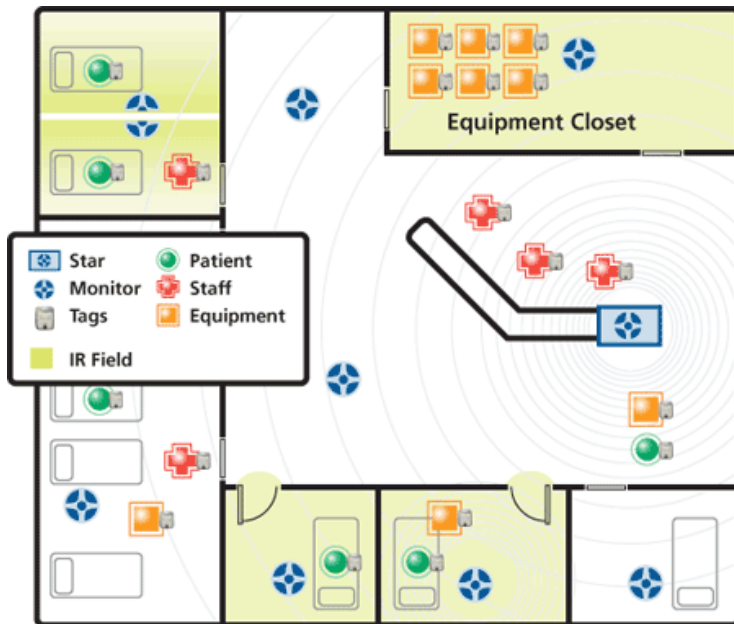 Equipment Closet
Star
Patient
Monitor
Staff
Tags
Equipment
IR Field